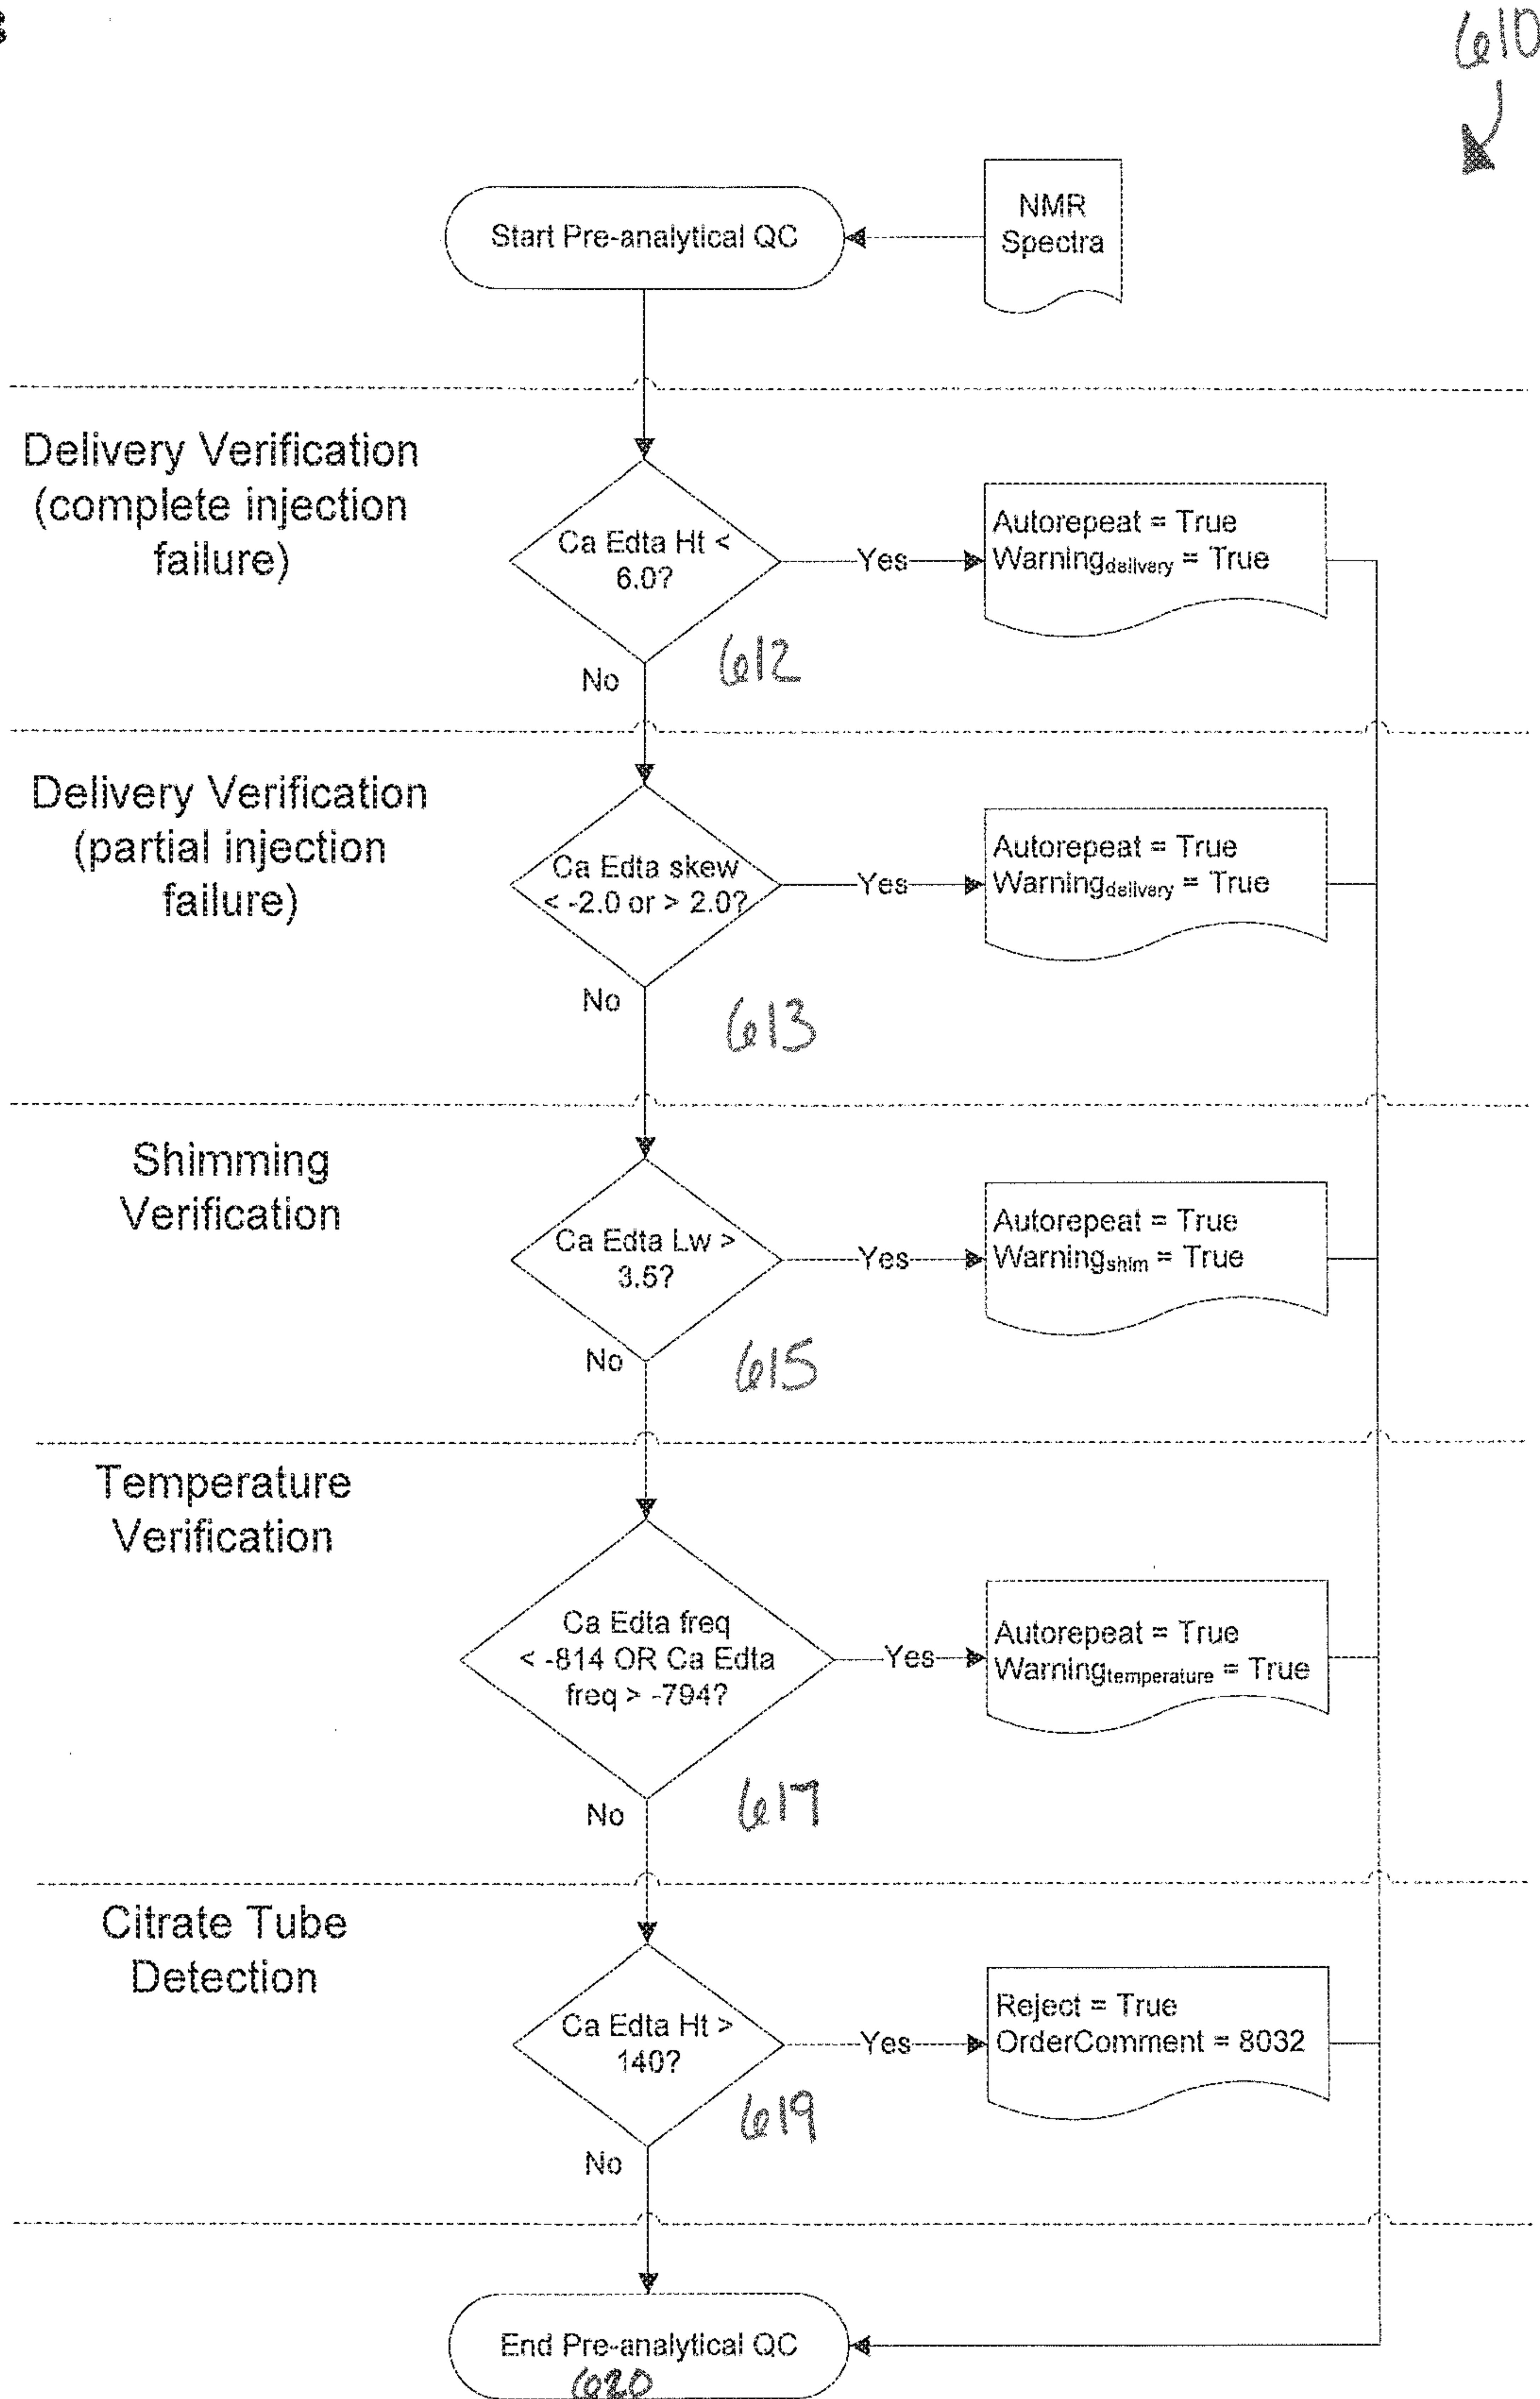 610
Start Pre-analytical QC
NMR
Spectra
Delivery Verification
(complete injection
failure)
Ca Edta Ht <
6.0?
Yes
Autorepeat = True
Warningdelivery = True
No
612
Delivery Verification
(partial injection
failure)
Ca Edta skew
< -2.0 or > 2.0?
Yes
Autorepeat = True
Warningdelivery = True
No
613
Shimming
Verification
Ca Edta Lw >
3.5?
Yes
Autorepeat = True
Warningshim = True
No
615
Temperature
Verification
Ca Edta freq
< -814 OR Ca Edta
freq > -794?
Yes
Autorepeat = True
Warningtemperature = True
No
617
Citrate Tube
Detection
Ca Edta Ht >
140?
Yes
Reject = True
OrderComment = 8032
No
619
End Pre-analytical QC
620